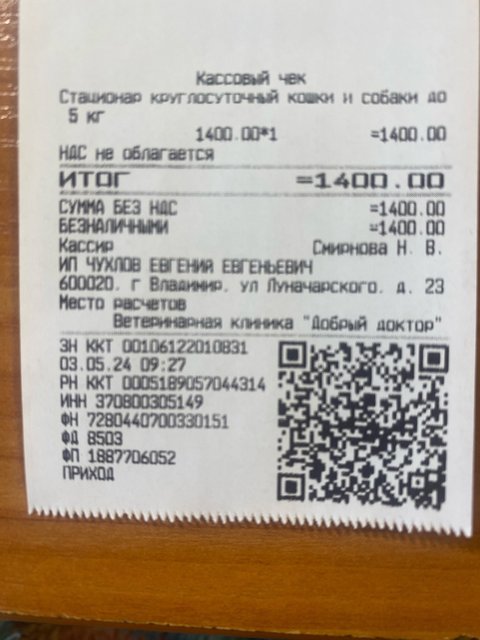 Кассовый чек
Стационар круглосуточный кошки и собаки до
5 кг
1400.00*1 =1400.00
НДС не облагается
ИТОГ =1400.00
СУММА БЕЗ НДС =1400.00
БЕЗНАЛИЧНЫМИ =1400.00
Кассир Смирнова Н. В.
ИП ЧУХЛОВ ЕВГЕНИЯ ЕВГЕНЬЕВИЧ
600020. г Владимир. ул Луначарского. д. 23
Место расчетов
Ветеринарная клиника "Добрый доктор"
ЗН ККТ 00106122010831
03.05.24 09:27
РН ККТ 0005189057044314
ИНН 370800305149
ФН 7280440700330151
ФД 8503
ФП 1887706052
ПРИХОД